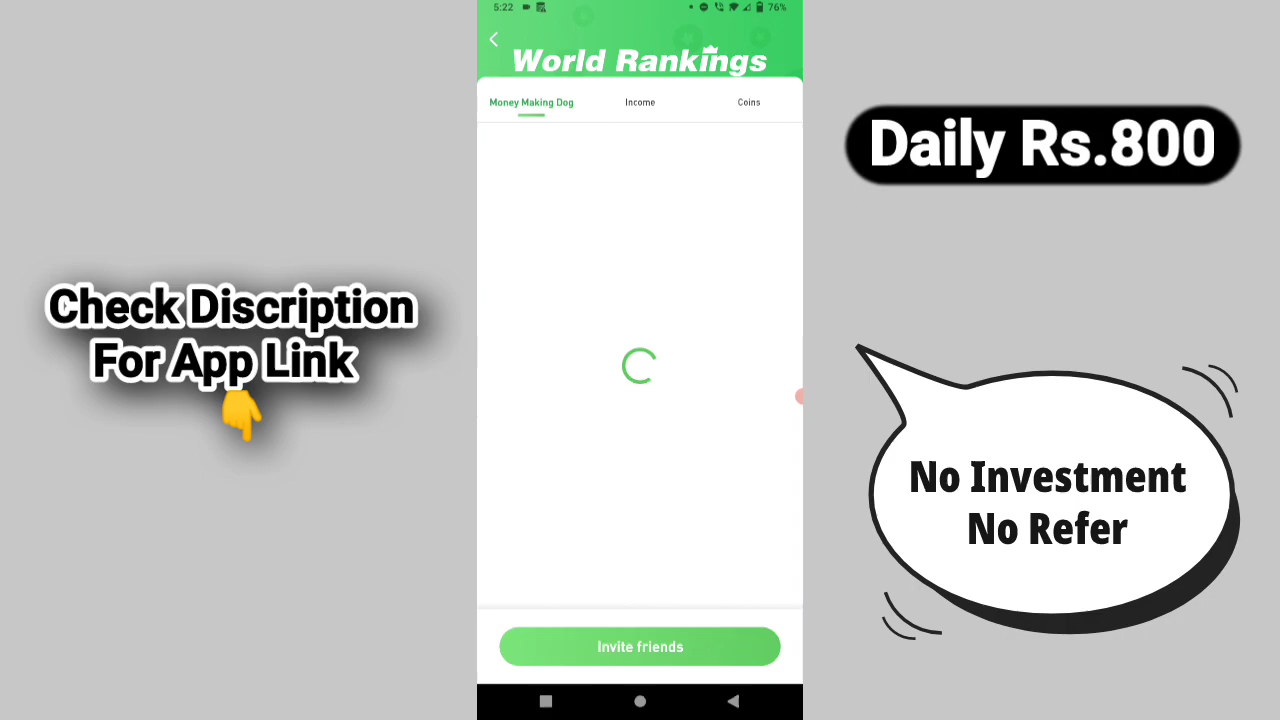 5:22
76%
World Rankings
Money Making Dog Income Coins
Daily Rs.800
Check Discription
For App Link
No Investment
No Refer
Invite friends